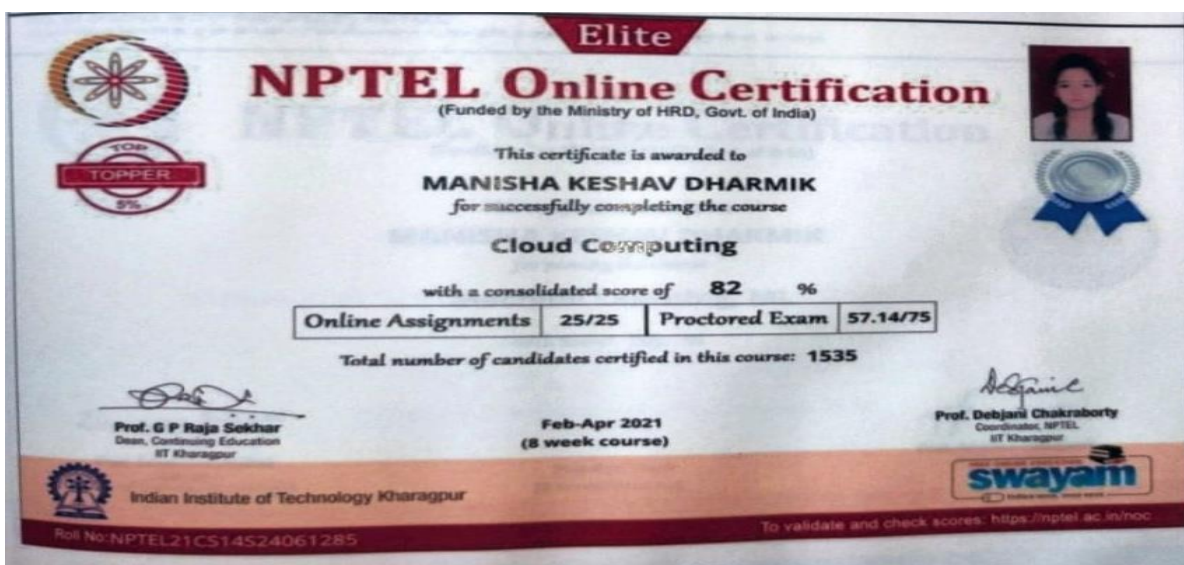 Elite
NPTEL Online Certification
(Funded by the Ministry of HRD, Govt. of India)
TOP
TOPPER
5%
This certificate is awarded to
MANISHA KESHAV DHARMIK
for successfully completing the course
Cloud Computing
with a consolidated score of 82 %
Online Assignments 25/25 Proctored Exam 57.14/75
Total number of candidates certified in this course: 1535
Prof. G P Raja Sekhar
Dean, Continuing Education
IIT Kharagpur
Feb-Apr 2021
(8 week course)
Prof. Debjani Chakraborty
Coordinator, NPTEL
IIT Kharagpur
Indian Institute of Technology Kharagpur
swayam
Roll No:NPTEL21CS14S24061285
To validate and check scores: https://nptel.ac.in/noc